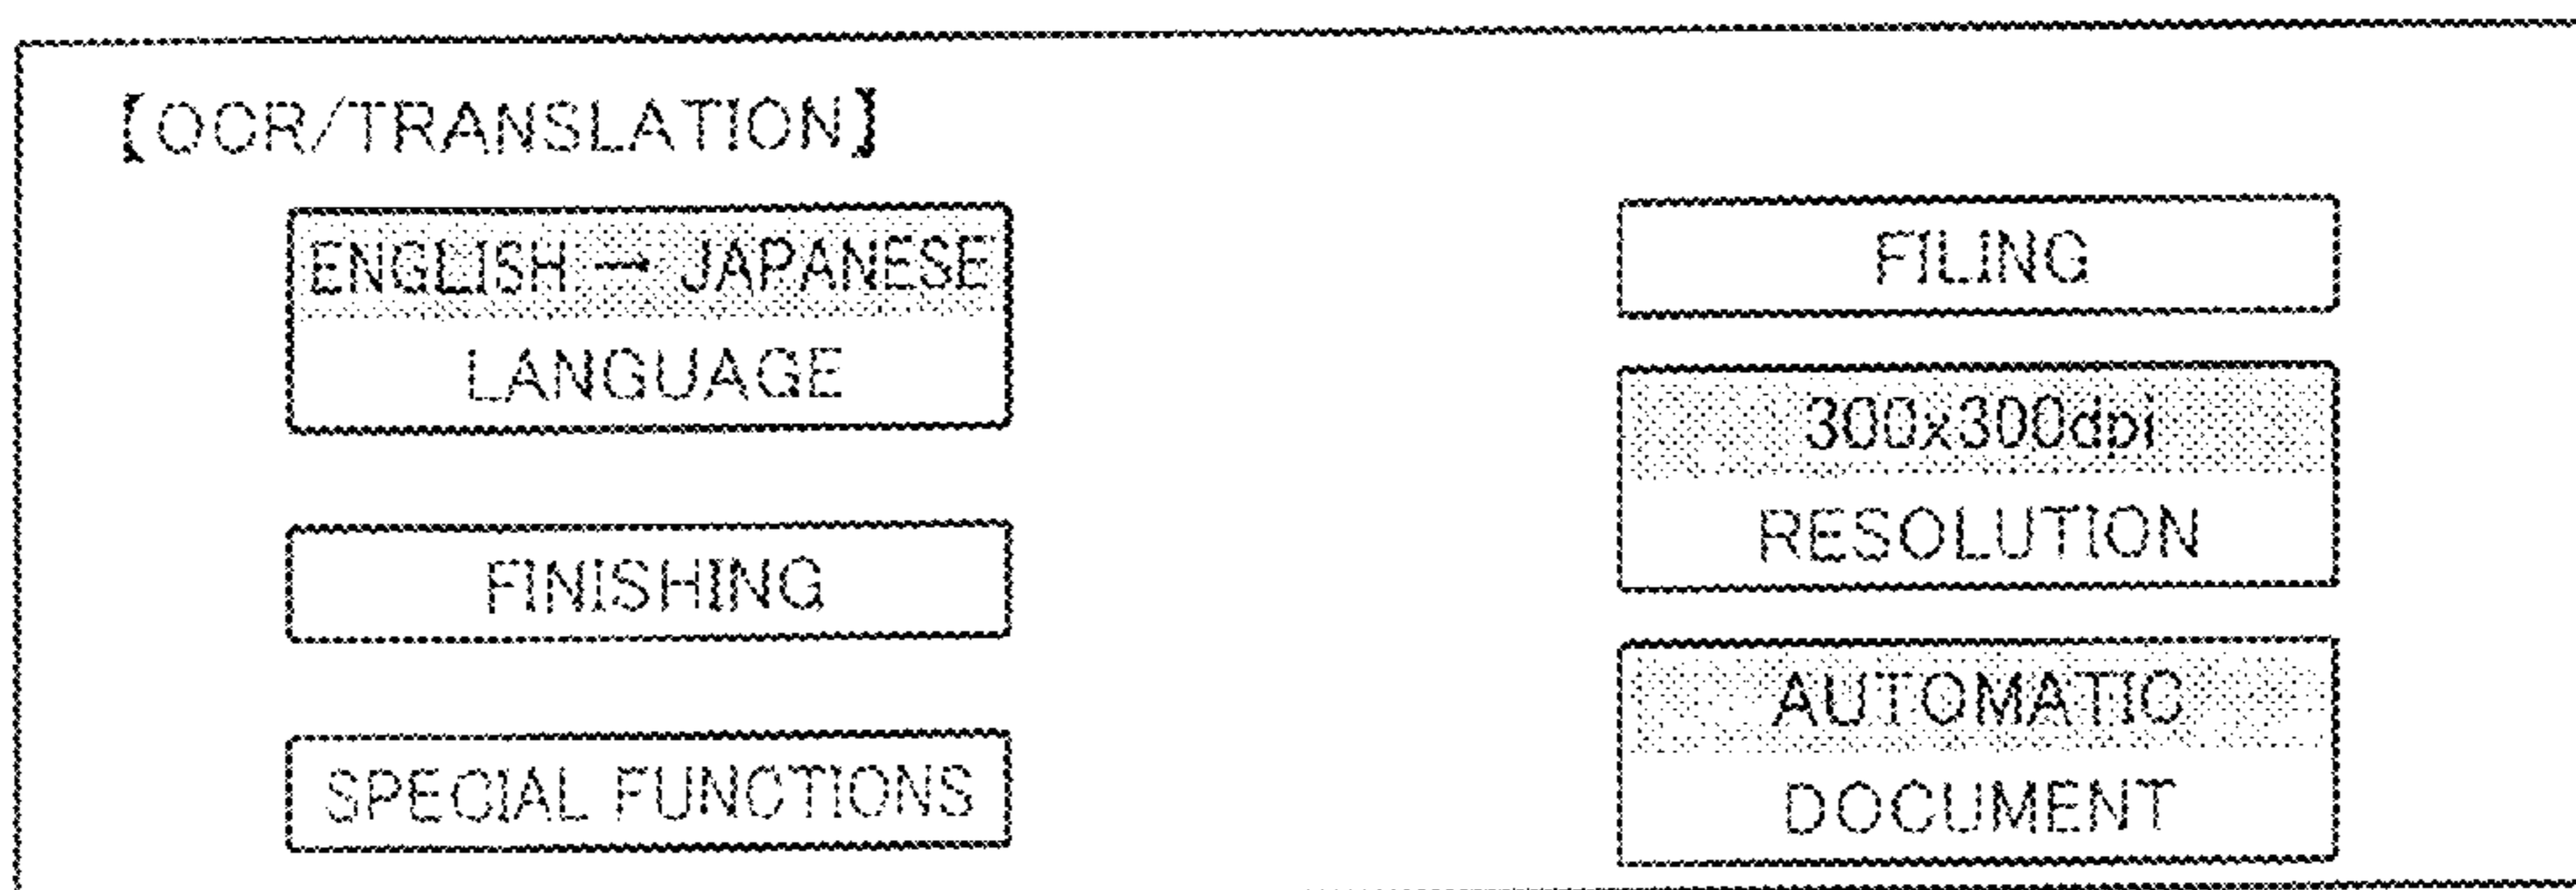 【OCR/TRANSLATION】
ENGLISH → JAPANESE
LANGUAGE
FINISHING
SPECIAL FUNCTIONS
FILING
300x300dpi
RESOLUTION
AUTOMATIC
DOCUMENT